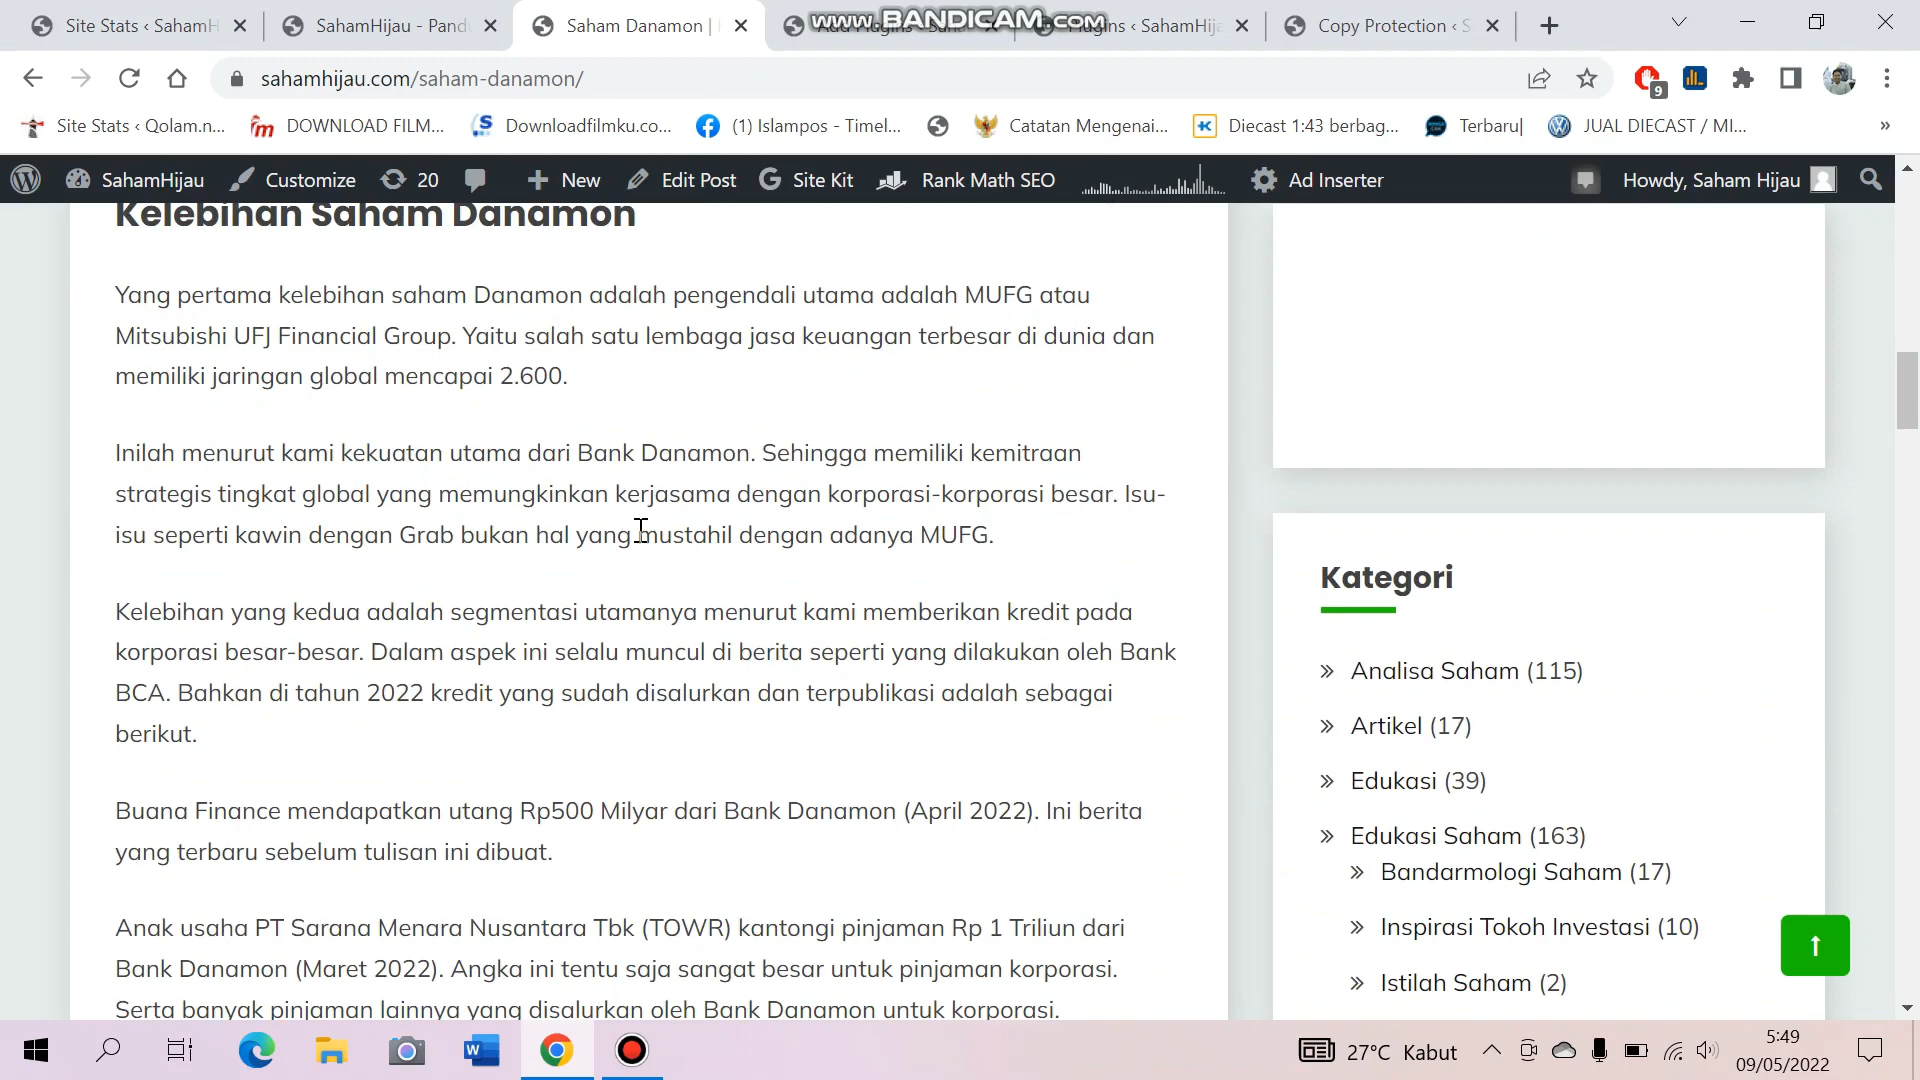 Site Stats ‹ SahamH
SahamHijau - Pand
Saham Danamon |
www.BANDICAM.com
Plugins ‹ SahamHija
Copy Protection ‹ S
sahamhijau.com/saham-danamon/
9
Site Stats ‹ Qolam.n...
DOWNLOAD FILM...
Downloadfilmku.co...
(1) Islampos - Timel...
Catatan Mengenai...
Diecast 1:43 berbag...
Terbaru|
JUAL DIECAST / MI...
»
SahamHijau
Customize
20
New
Edit Post
Site Kit
Rank Math SEO
Ad Inserter
Howdy, Saham Hijau
Kelebihan Saham Danamon
Yang pertama kelebihan saham Danamon adalah pengendali utama adalah MUFG atau
Mitsubishi UFJ Financial Group. Yaitu salah satu lembaga jasa keuangan terbesar di dunia dan
memiliki jaringan global mencapai 2.600.
Inilah menurut kami kekuatan utama dari Bank Danamon. Sehingga memiliki kemitraan
strategis tingkat global yang memungkinkan kerjasama dengan korporasi-korporasi besar. Isu-
isu seperti kawin dengan Grab bukan hal yang mustahil dengan adanya MUFG.
Kelebihan yang kedua adalah segmentasi utamanya menurut kami memberikan kredit pada
korporasi besar-besar. Dalam aspek ini selalu muncul di berita seperti yang dilakukan oleh Bank
BCA. Bahkan di tahun 2022 kredit yang sudah disalurkan dan terpublikasi adalah sebagai
berikut.
Buana Finance mendapatkan utang Rp500 Milyar dari Bank Danamon (April 2022). Ini berita
yang terbaru sebelum tulisan ini dibuat.
Anak usaha PT Sarana Menara Nusantara Tbk (TOWR) kantongi pinjaman Rp 1 Triliun dari
Bank Danamon (Maret 2022). Angka ini tentu saja sangat besar untuk pinjaman korporasi.
Serta banyak pinjaman lainnya yang disalurkan oleh Bank Danamon untuk korporasi.
Kategori
» Analisa Saham (115)
» Artikel (17)
» Edukasi (39)
» Edukasi Saham (163)
» Bandarmologi Saham (17)
» Inspirasi Tokoh Investasi (10)
» Istilah Saham (2)
27°C Kabut
5:49
09/05/2022